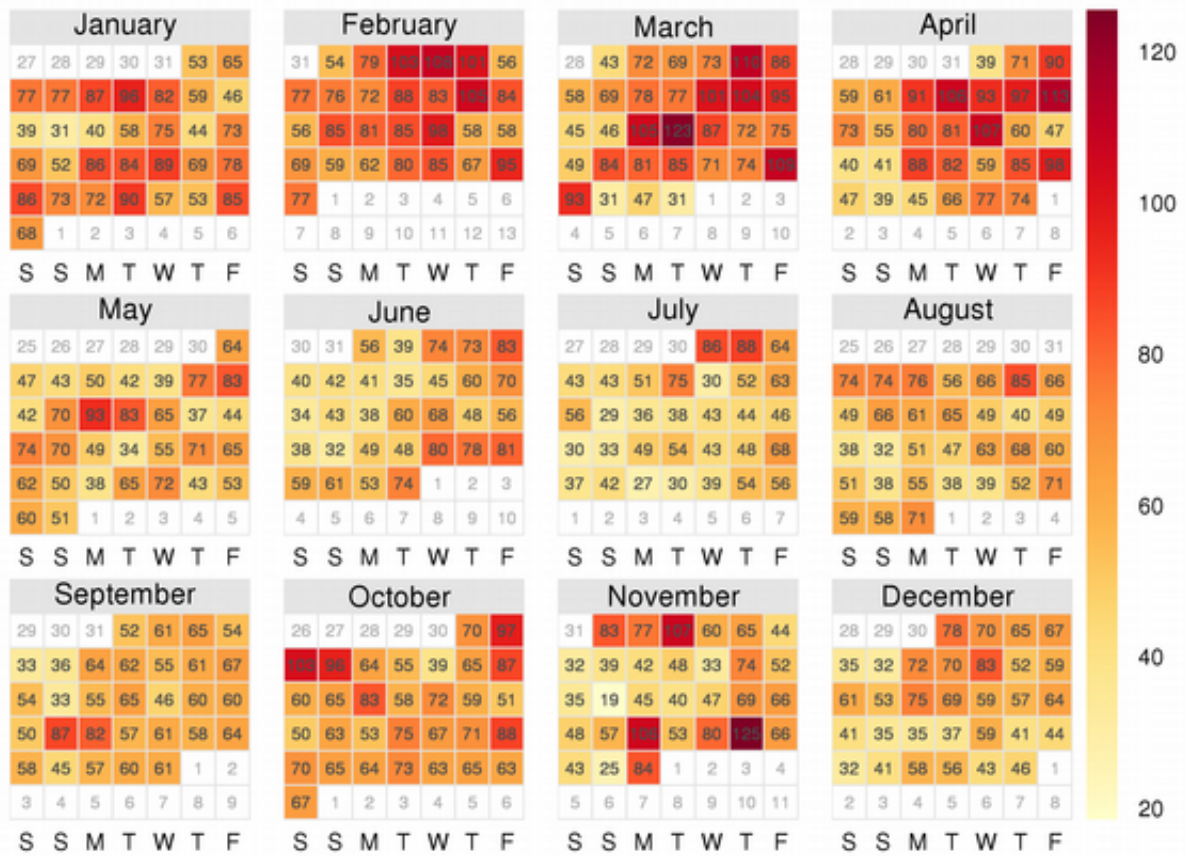 January February March April
27 28 29 30 31 53 65 31 54 79 103 108 101 56 28 43 72 69 73 110 86 28 29 30 31 39 71 90 120
77 77 87 96 82 59 46 77 76 72 88 83 105 84 58 69 78 77 101 104 95 59 61 91 106 93 97 113
39 31 40 58 75 44 73 56 85 81 85 98 58 58 45 46 105 123 87 72 75 73 55 80 81 107 60 47
69 52 86 84 89 69 78 69 59 62 80 85 67 95 49 84 81 85 71 74 109 40 41 88 82 59 85 98
86 73 72 90 57 53 85 77 1 2 3 4 5 6 93 31 47 31 1 2 3 47 39 45 66 77 74 1 100
68 1 2 3 4 5 6 7 8 9 10 11 12 13 4 5 6 7 8 9 10 2 3 4 5 6 7 8
S S M T W T F S S M T W T F S S M T W T F S S M T W T F
May June July August
25 26 27 28 29 30 64 30 31 56 39 74 73 83 27 28 29 30 86 88 64 25 26 27 28 29 30 31 80
47 43 50 42 39 77 83 40 42 41 35 45 60 70 43 43 51 75 30 52 63 74 74 76 56 66 85 66
42 70 93 83 65 37 44 34 43 38 60 68 48 56 56 29 36 38 43 44 46 49 66 61 65 49 40 49
74 70 49 34 55 71 65 38 32 49 48 80 78 81 30 33 49 54 43 48 68 38 32 51 47 63 68 60
62 50 38 65 72 43 53 59 61 53 74 1 2 3 37 42 27 30 39 54 56 51 38 55 38 39 52 71 60
60 51 1 2 3 4 5 4 5 6 7 8 9 10 1 2 3 4 5 6 7 59 58 71 1 2 3 4
S S M T W T F S S M T W T F S S M T W T F S S M T W T F
September October November December
29 30 31 52 61 65 54 26 27 28 29 30 70 97 31 83 77 107 60 65 44 28 29 30 78 70 65 67
33 36 64 62 55 61 67 103 96 64 55 39 65 87 32 39 42 48 33 74 52 35 32 72 70 83 52 59 40
54 33 55 65 46 60 60 60 65 83 58 72 59 51 35 19 45 40 47 69 66 61 53 75 69 59 57 64
50 87 82 57 61 58 64 50 63 53 75 67 71 88 48 57 108 53 80 125 66 41 35 35 37 59 41 44
58 45 57 60 61 1 2 70 65 64 73 63 65 63 43 25 84 1 2 3 4 32 41 58 56 43 46 1
3 4 5 6 7 8 9 67 1 2 3 4 5 6 5 6 7 8 9 10 11 2 3 4 5 6 7 8 20
S S M T W T F S S M T W T F S S M T W T F S S M T W T F